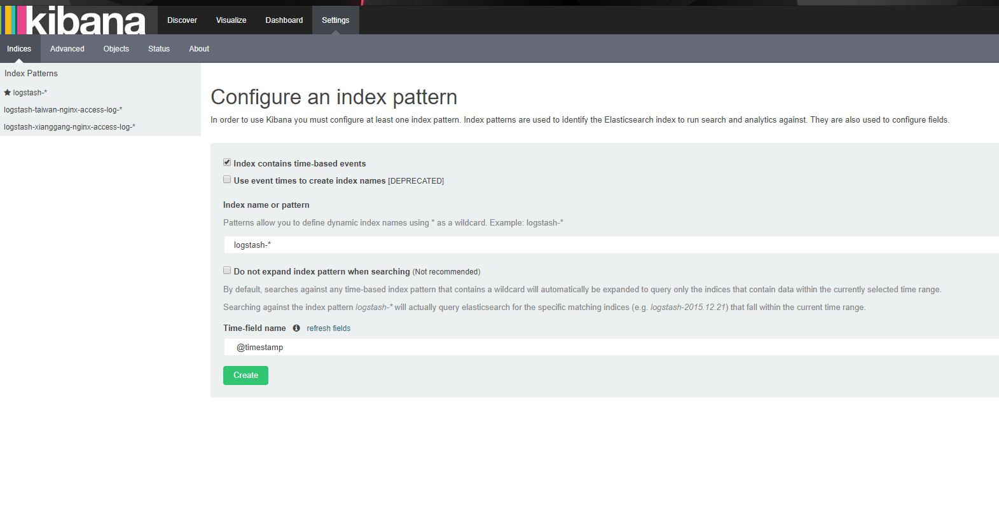 kibana Discover Visualize Dashboard Settings
Indices Advanced Objects Status About
Index Patterns
logstash-*
logstash-taiwan-nginx-access-log-*
logstash-xianggang-nginx-access-log-*
Configure an index pattern
In order to use Kibana you must configure at least one index pattern. Index patterns are used to identify the Elasticsearch index to run search and analytics against. They are also used to configure fields.
Index contains time-based events
Use event times to create index names [DEPRECATED]
Index name or pattern
Patterns allow you to define dynamic index names using * as a wildcard. Example: logstash-*
logstash-*
Do not expand index pattern when searching (Not recommended)
By default, searches against any time-based index pattern that contains a wildcard will automatically be expanded to query only the indices that contain data within the currently selected time range.
Searching against the index pattern logstash-* will actually query elasticsearch for the specific matching indices (e.g. logstash-2015.12.21) that fall within the current time range.
Time-field name refresh fields
@timestamp
Create